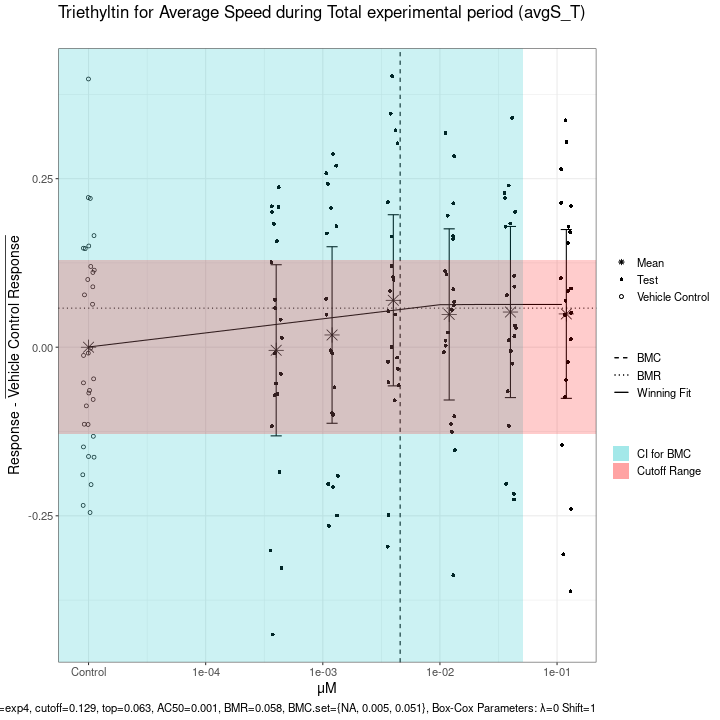 Triethyltin for Average Speed during Total experimental period (avgS_T)
Response - Vehicle Control Response
0.25
0.00
-0.25
Control
1e-04
1e-03
1e-02
1e-01
μM
Mean
Test
Vehicle Control
BMC
BMR
Winning Fit
CI for BMC
Cutoff Range
=exp4, cutoff=0.129, top=0.063, AC50=0.001, BMR=0.058, BMC.set={NA, 0.005, 0.051}, Box-Cox Parameters: λ=0 Shift=1